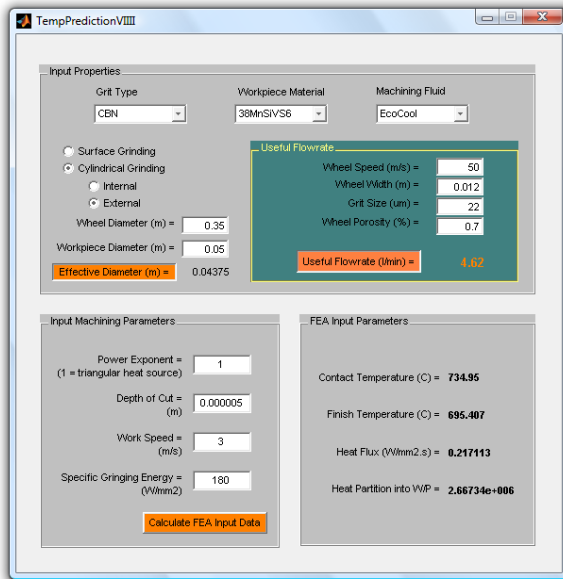 TempPredictionVIIII
Input Properties
Grit Type
Workpiece Material
Machining Fluid
CBN
38MnSiVS6
EcoCool
Surface Grinding
Cylindrical Grinding
Internal
External
Wheel Diameter (m) = 0.35
Workpiece Diameter (m) = 0.05
Effective Diameter (m) = 0.04375
Useful Flowrate
Wheel Speed (m/s) = 50
Wheel Width (m) = 0.012
Grit Size (um) = 22
Wheel Porosity (%) = 0.7
Useful Flowrate (l/min) = 4.62
Input Machining Parameters
Power Exponent = 1
(1 = triangular heat source)
Depth of Cut = 0.000005
(m)
Work Speed = 3
(m/s)
Specific Gringing Energy = 180
(W/mm2)
Calculate FEA Input Data
FEA Input Parameters
Contact Temperature (C) = 734.95
Finish Temperature (C) = 695.407
Heat Flux (W/mm2.s) = 0.217113
Heat Partition into W/P = 2.66734e+006